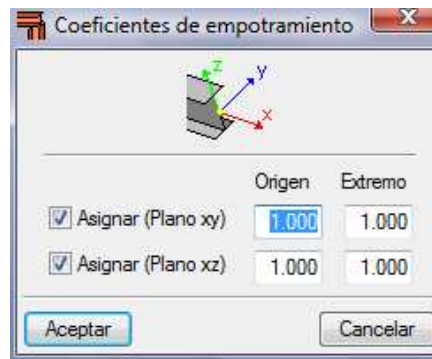 Coeficientes de empotramiento
z
y
x
Origen Extremo
Asignar (Plano xy) 1.000 1.000
Asignar (Plano xz) 1.000 1.000
Aceptar Cancelar